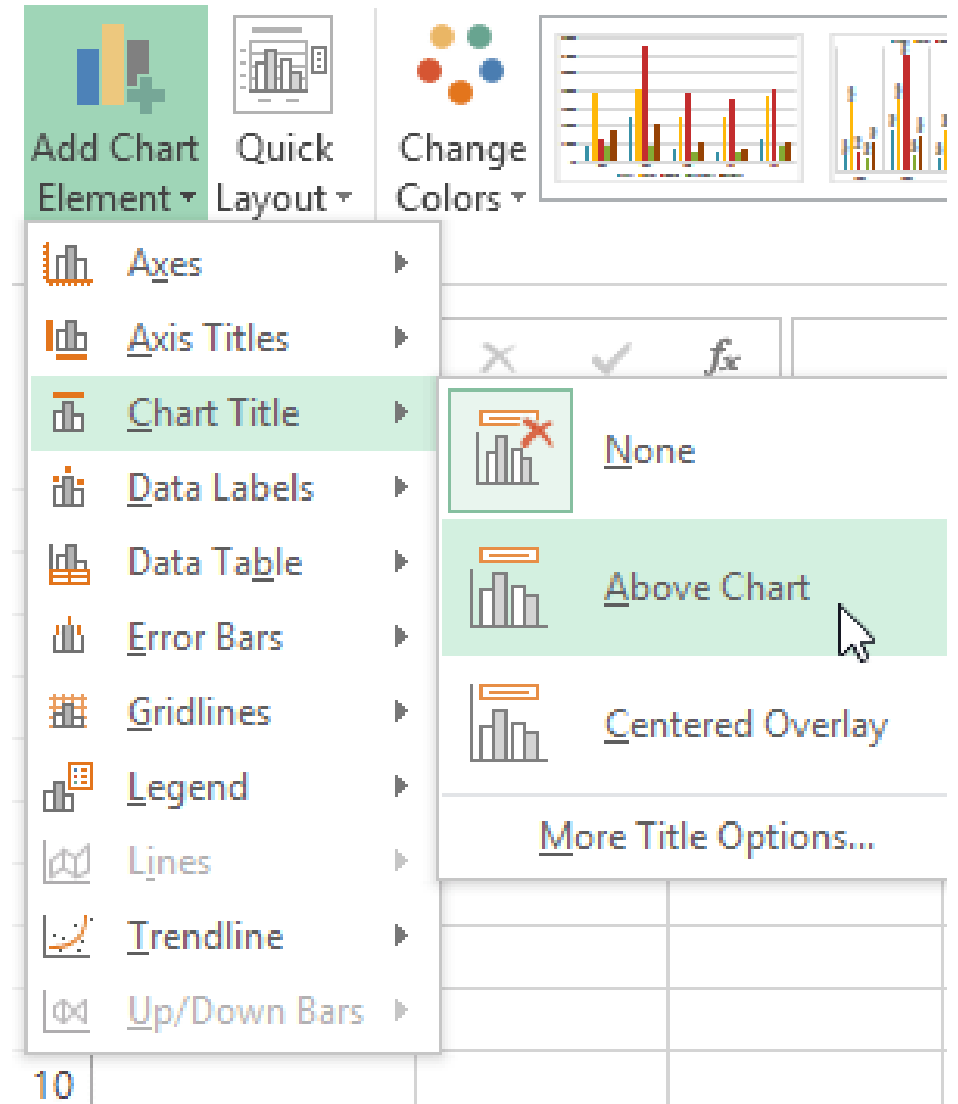 Add Chart Quick Change
Element Layout Colors
Axes
Axis Titles
fx
Chart Title
None
Data Labels
Data Table
Above Chart
Error Bars
Gridlines
Centered Overlay
Legend
More Title Options...
Lines
Trendline
Up/Down Bars
10